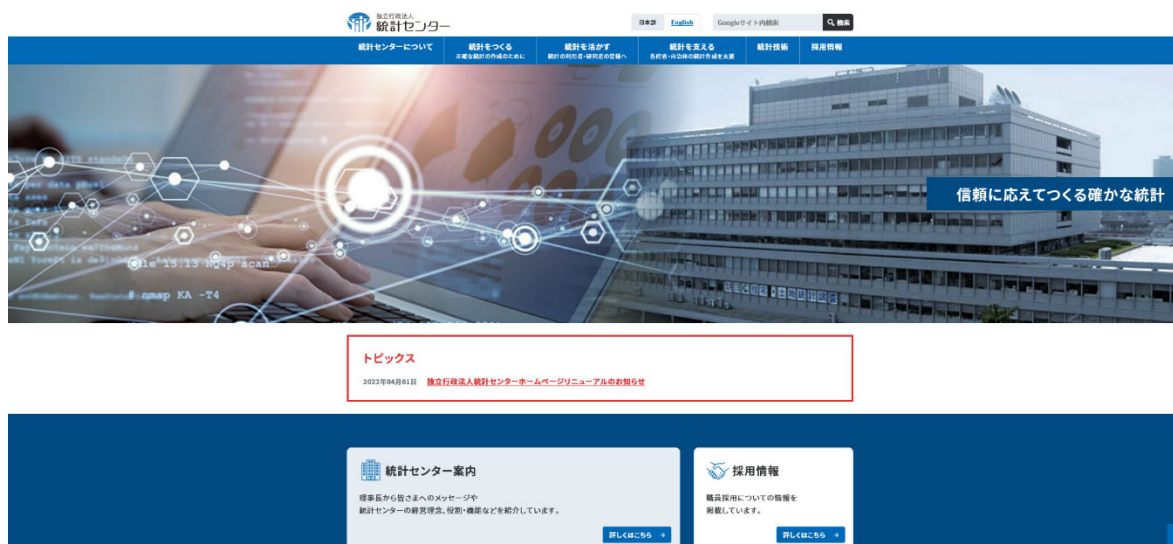 独立行政法人
統計センター
日本語 English Googleサイト内検索 検索
統計センターについて 統計をつくる 統計を活かす 統計を支える 統計技術 採用情報
正確な統計の作成のために 統計の利用者・研究者の皆様へ 各府省・自治体の統計作成を支援
信頼に応えてつくる確かな統計
# nmap KA -T4
トピックス
2022年04月01日 独立行政法人統計センターホームページリニューアルのお知らせ
統計センター案内
理事長から皆さまへのメッセージや
統計センターの経営理念、役割・機能などを紹介しています。
詳しくはこちら
採用情報
職員採用についての情報を
掲載しています。
詳しくはこちら